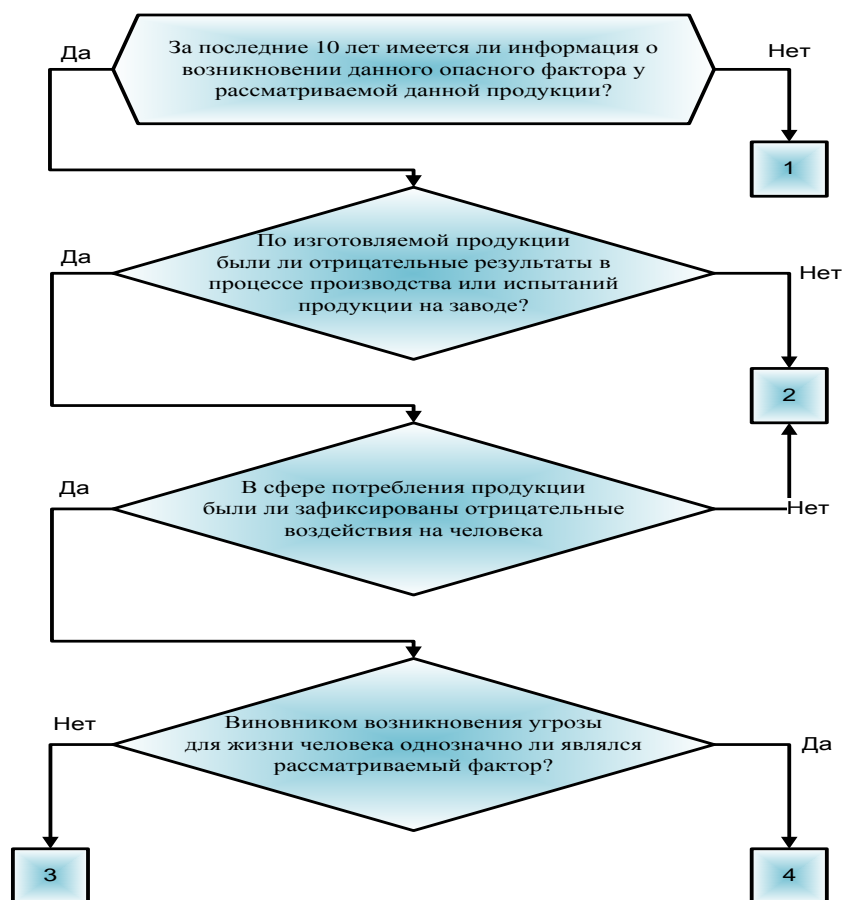 За последние 10 лет имеется ли информация о
возникновении данного опасного фактора у
рассматриваемой данной продукции?
Да
Нет
1
По изготовляемой продукции
были ли отрицательные результаты в
процессе производства или испытаний
продукции на заводе?
Да
Нет
2
В сфере потребления продукции
были ли зафиксированы отрицательные
воздействия на человека
Да
Нет
Виновником возникновения угрозы
для жизни человека однозначно ли являлся
рассматриваемый фактор?
Нет
Да
3
4